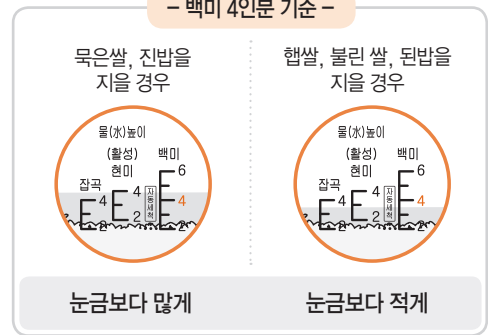 – 백미 4인분 기준 –
묵은쌀, 진밥을
지을 경우
물(水)높이
(활성)
현미
백미
잡곡
6
4
4
4
2
2
2
자동세척
눈금보다 많게
햅쌀, 불린 쌀, 된밥을
지을 경우
물(水)높이
(활성)
현미
백미
잡곡
6
4
4
4
2
2
2
자동세척
눈금보다 적게